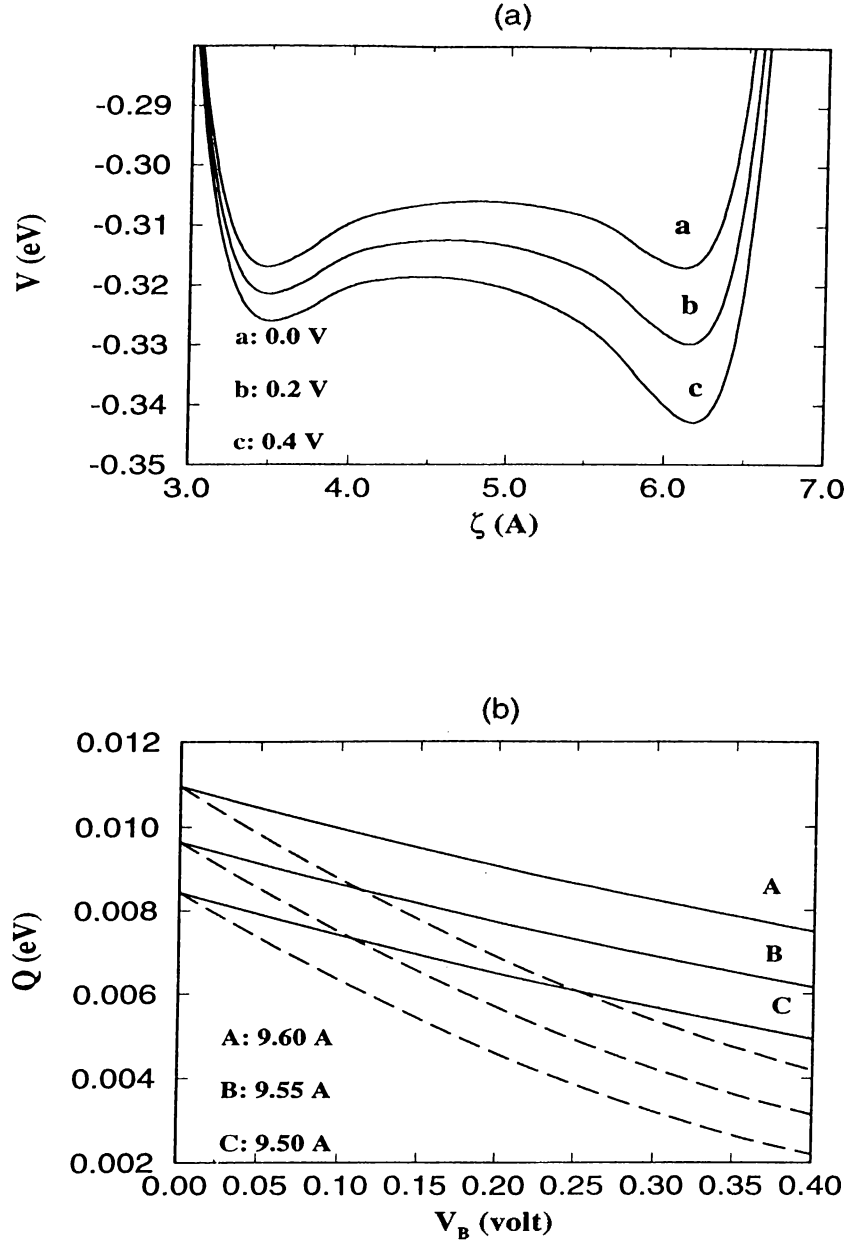 (a)
V (eV)
-0.29
-0.30
-0.31
-0.32
-0.33
-0.34
-0.35
a
b
c
a: 0.0 V
b: 0.2 V
c: 0.4 V
3.0 4.0 5.0 6.0 7.0
ζ (A)
(b)
Q (eV)
0.012
0.010
0.008
0.006
0.004
0.002
A
B
C
A: 9.60 A
B: 9.55 A
C: 9.50 A
0.00 0.05 0.10 0.15 0.20 0.25 0.30 0.35 0.40
V_B (volt)